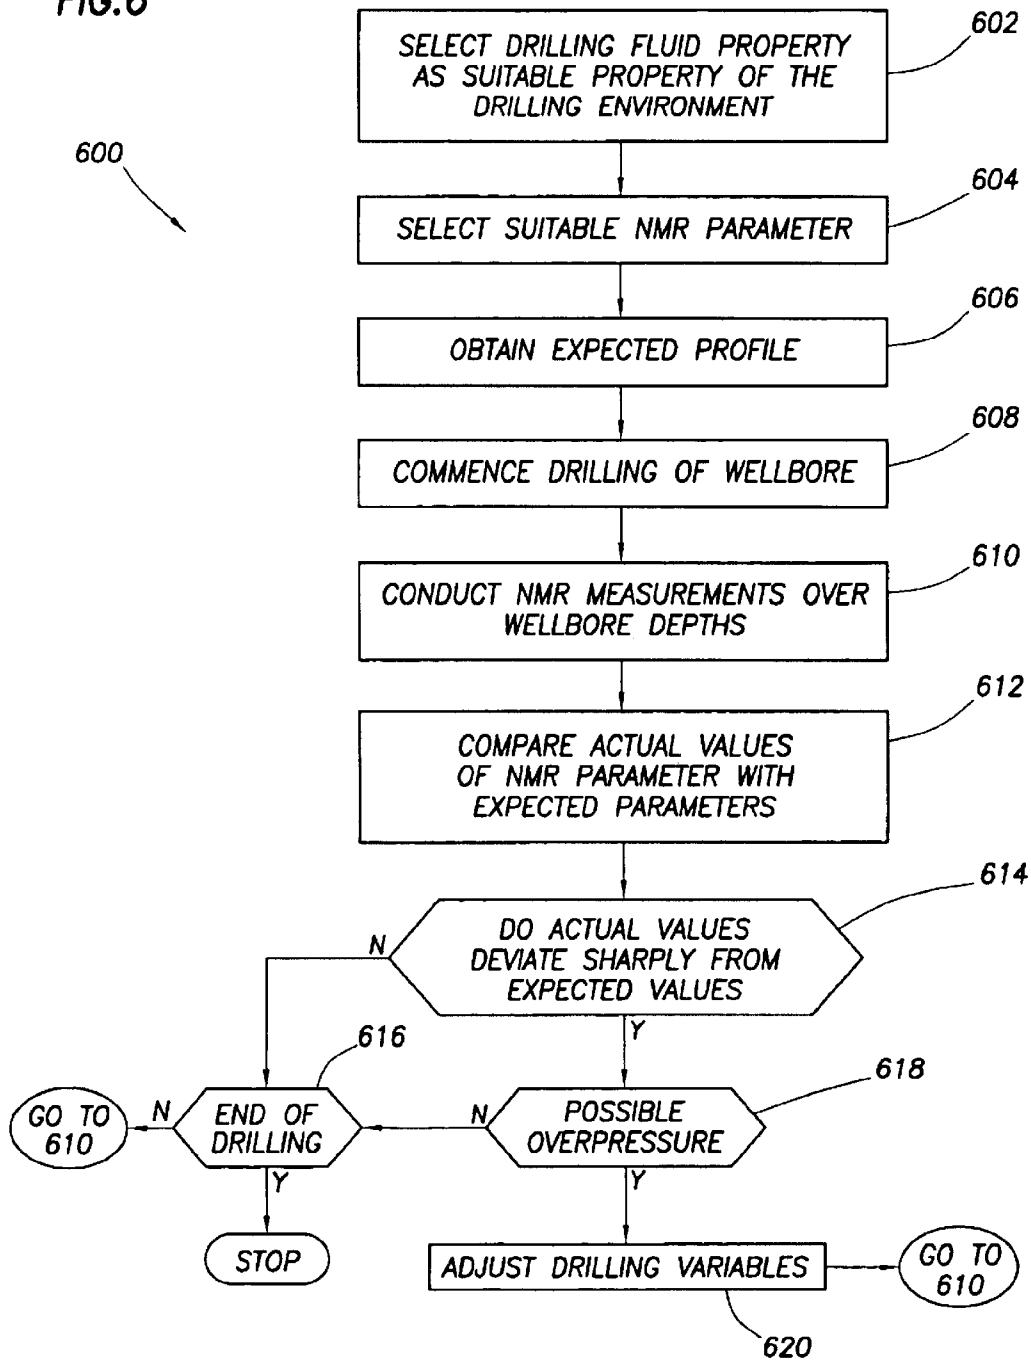 FIG.6
602
SELECT DRILLING FLUID PROPERTY
AS SUITABLE PROPERTY OF THE
DRILLING ENVIRONMENT
600
604
SELECT SUITABLE NMR PARAMETER
606
OBTAIN EXPECTED PROFILE
608
COMMENCE DRILLING OF WELLBORE
610
CONDUCT NMR MEASUREMENTS OVER
WELLBORE DEPTHS
612
COMPARE ACTUAL VALUES
OF NMR PARAMETER WITH
EXPECTED PARAMETERS
614
DO ACTUAL VALUES
DEVIATE SHARPLY FROM
EXPECTED VALUES
N
Y
616
618
GO TO
610
N
END OF
DRILLING
N
POSSIBLE
OVERPRESSURE
Y
Y
STOP
ADJUST DRILLING VARIABLES
GO TO
610
620